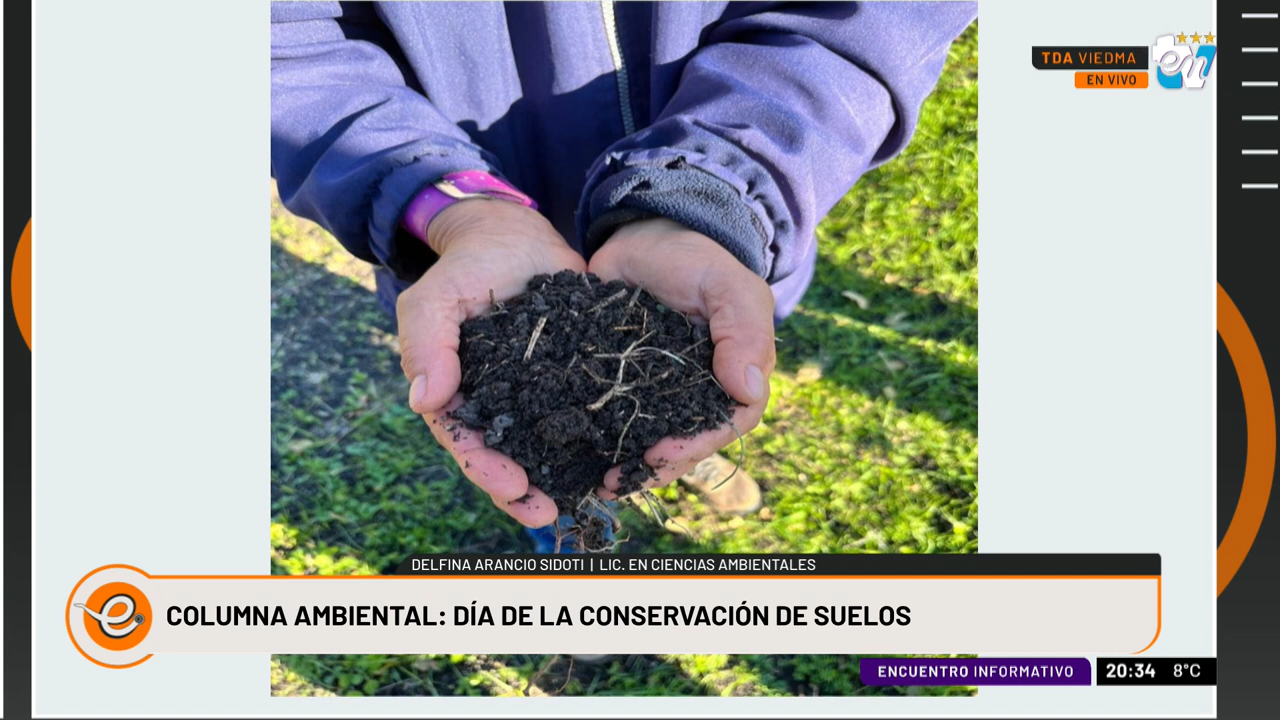 TDA VIEDMA
EN VIVO
en7
DELFINA ARANCIO SIDOTI | LIC. EN CIENCIAS AMBIENTALES
e
COLUMNA AMBIENTAL: DÍA DE LA CONSERVACIÓN DE SUELOS
ENCUENTRO INFORMATIVO
20:34 8°C